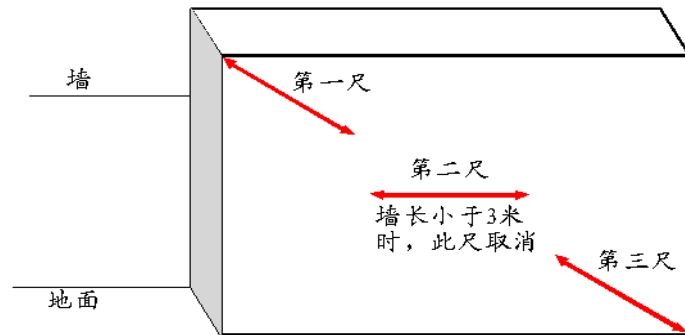 第一尺
墙
第二尺
墙长小于3米
时，此尺取消
第三尺
地面